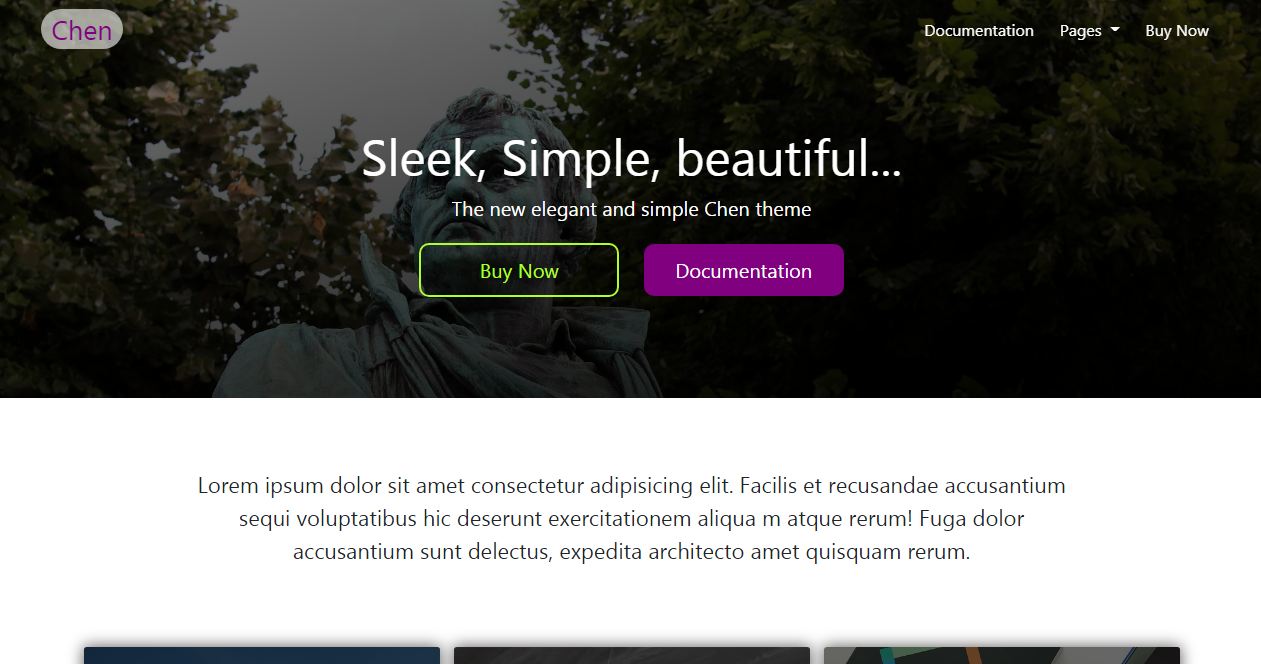 Chen
Documentation
Pages
Buy Now
Sleek, Simple, beautiful...
The new elegant and simple Chen theme
Buy Now
Documentation
Lorem ipsum dolor sit amet consectetur adipisicing elit. Facilis et recusandae accusantium
sequi voluptatibus hic deserunt exercitationem aliqua m atque rerum! Fuga dolor
accusantium sunt delectus, expedita architecto amet quisquam rerum.